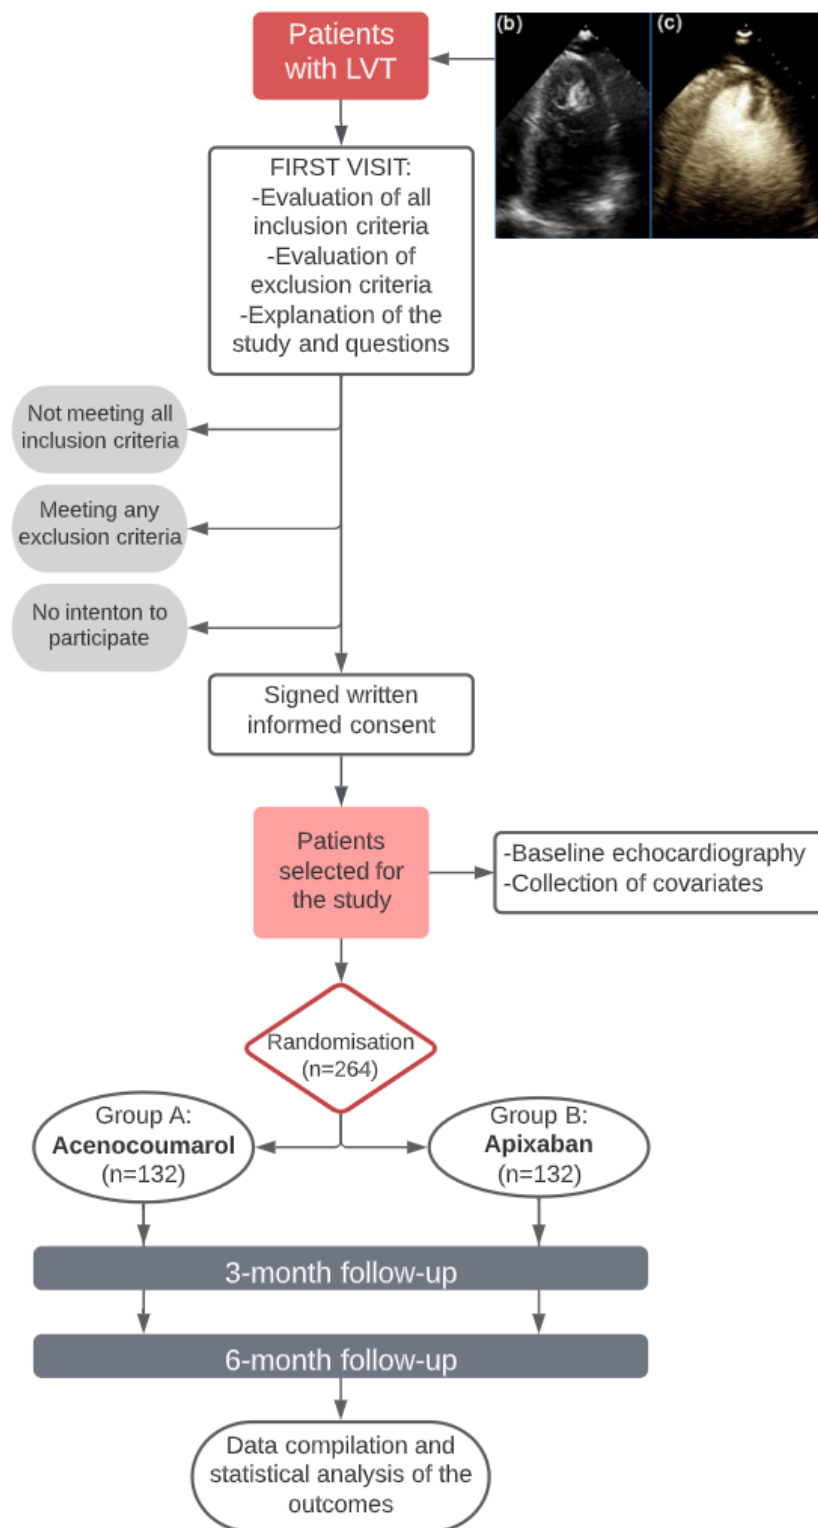 Patients
with LVT
(b)
(c)
FIRST VISIT:
-Evaluation of all
inclusion criteria
-Evaluation of
exclusion criteria
-Explanation of the
study and questions
Not meeting all
inclusion criteria
Meeting any
exclusion criteria
No intenton to
participate
Signed written
informed consent
Patients
selected for
the study
-Baseline echocardiography
-Collection of covariates
Randomisation
(n=264)
Group A:
Acenocoumarol
(n=132)
Group B:
Apixaban
(n=132)
3-month follow-up
6-month follow-up
Data compilation and
statistical analysis of the
outcomes